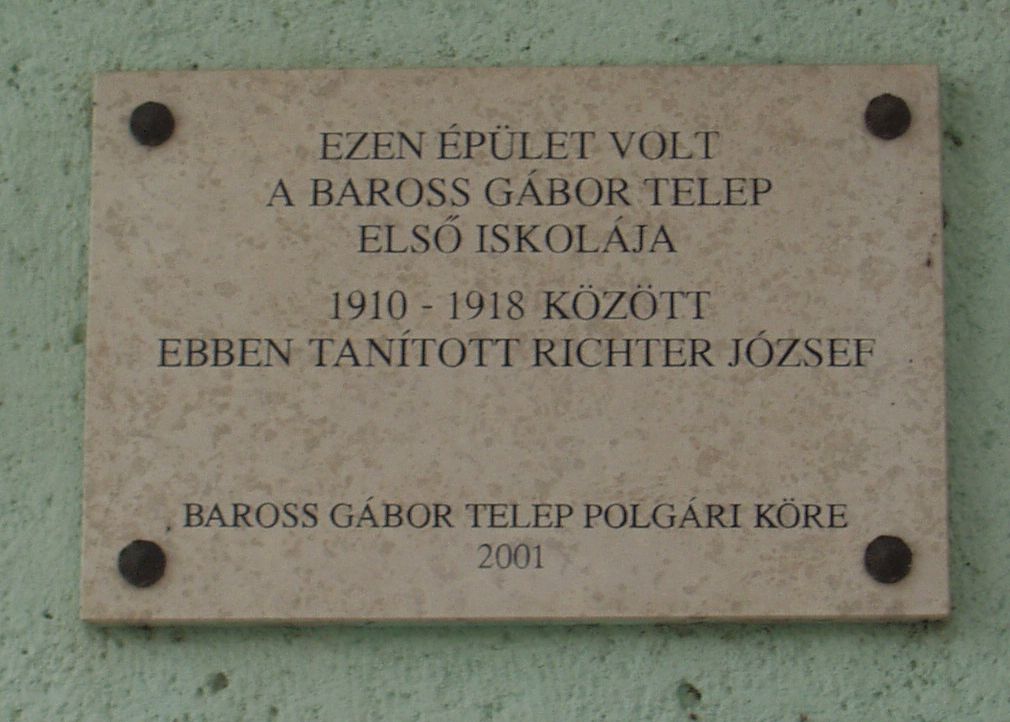 EZEN ÉPÜLET VOLT
A BAROSS GÁBOR TELEP
ELSŐ ISKOLÁJA
1910 - 1918 KÖZÖTT
EBBEN TANÍTOTT RICHTER JÓZSEF
BAROSS GÁBOR TELEP POLGÁRI KÖRE
2001